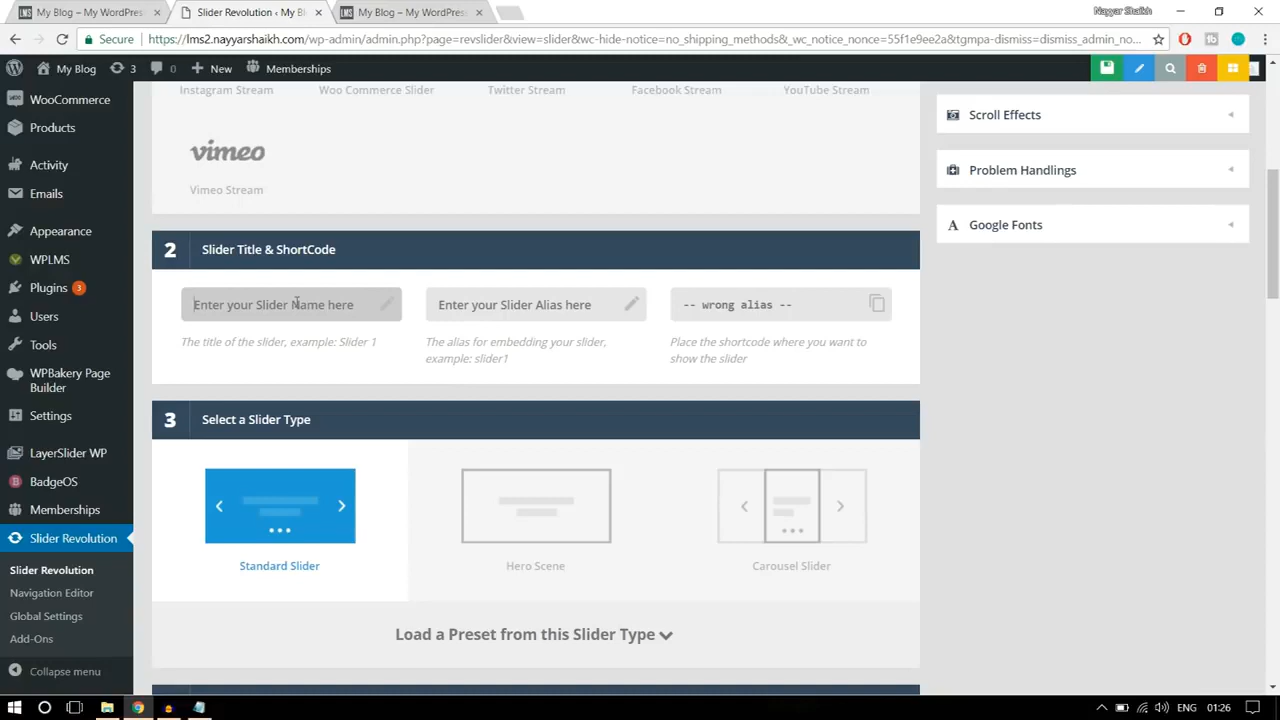 My Blog – My WordPress
Slider Revolution ‹ My Bl
My Blog – My WordPress
Nayyar Shaikh
Secure
https://lms2.nayyarshaikh.com/wp-admin/admin.php?page=revslider&view=slider&wc-hide-notice=no_shipping_methods&_wc_notice_nonce=55f1e9ee2a&tgmpa-dismiss=dismiss_admin_no...
My Blog
3
0
New
Memberships
WooCommerce
Products
Activity
Emails
Appearance
WPLMS
Plugins 3
Users
Tools
WPBakery Page
Builder
Settings
LayerSlider WP
BadgeOS
Memberships
Slider Revolution
Slider Revolution
Navigation Editor
Global Settings
Add-Ons
Collapse menu
Instagram Stream
Woo Commerce Slider
Twitter Stream
Facebook Stream
YouTube Stream
vimeo
Vimeo Stream
2 Slider Title & ShortCode
Enter your Slider Name here
The title of the slider, example: Slider 1
Enter your Slider Alias here
The alias for embedding your slider,
example: slider1
-- wrong alias --
Place the shortcode where you want to
show the slider
3 Select a Slider Type
Standard Slider
Hero Scene
Carousel Slider
Load a Preset from this Slider Type
Scroll Effects
Problem Handlings
A Google Fonts
ENG
01:26